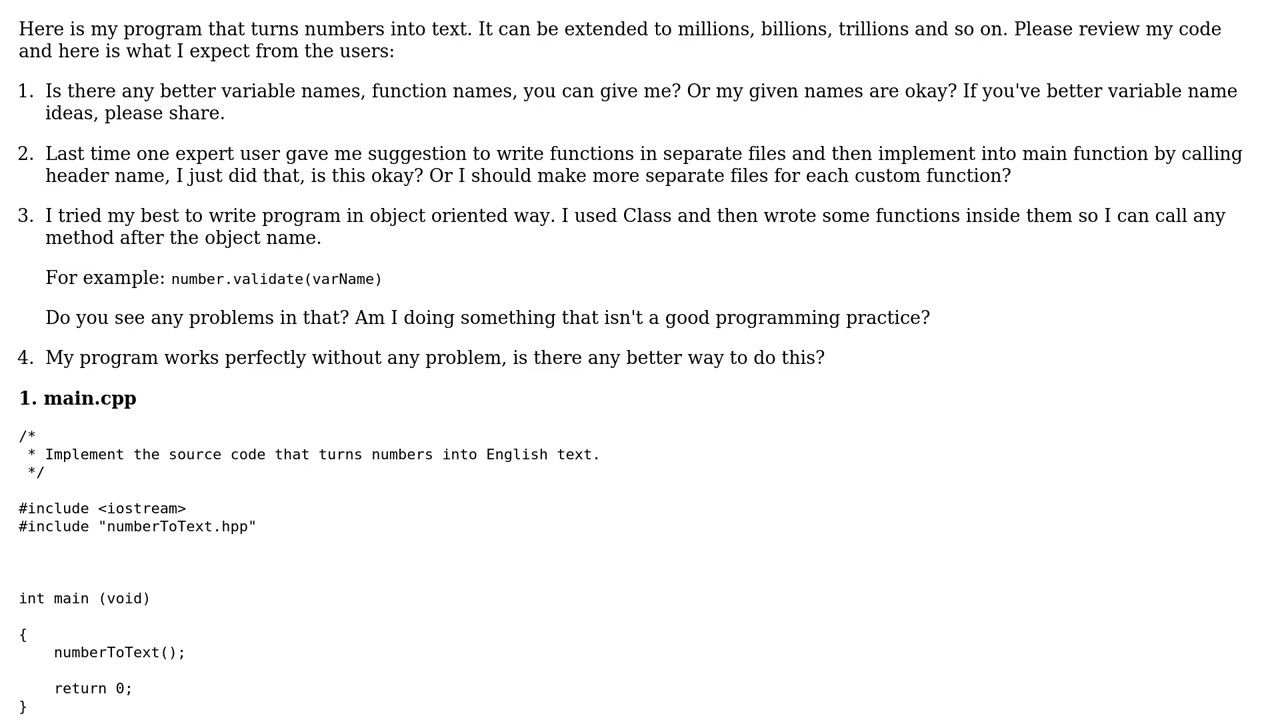 Here is my program that turns numbers into text. It can be extended to millions, billions, trillions and so on. Please review my code
and here is what I expect from the users:
1. Is there any better variable names, function names, you can give me? Or my given names are okay? If you've better variable name
ideas, please share.
2. Last time one expert user gave me suggestion to write functions in separate files and then implement into main function by calling
header name, I just did that, is this okay? Or I should make more separate files for each custom function?
3. I tried my best to write program in object oriented way. I used Class and then wrote some functions inside them so I can call any
method after the object name.
For example: number.validate(varName)
Do you see any problems in that? Am I doing something that isn't a good programming practice?
4. My program works perfectly without any problem, is there any better way to do this?
1. main.cpp
/*
 * Implement the source code that turns numbers into English text.
 */
#include <iostream>
#include "numberToText.hpp"
int main (void)
{
    numberToText();
    return 0;
}